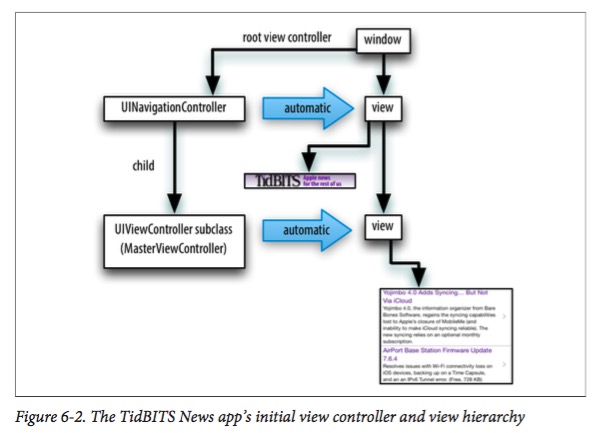 root view controller
window
UINavigationController
automatic
view
child
TidBITS Apple news
for the rest of us
UIViewController subclass
(MasterViewController)
automatic
view
Yojimbo 4.0 Adds Syncing… But Not
Via iCloud
Yojimbo 4.0, the information organizer from Bare
Bones Software, regains the syncing capabilities
lost to Apple's closure of MobileMe (and
inability to make iCloud syncing reliable). The
new syncing relies on an optional monthly
subscription.
AirPort Base Station Firmware Update
7.6.4
Resolves issues with Wi-Fi connectivity loss on
iOS devices, backing up on a Time Capsule,
and an an IPv6 Tunnel error. (Free, 728 KB)
Figure 6-2. The TidBITS News app's initial view controller and view hierarchy